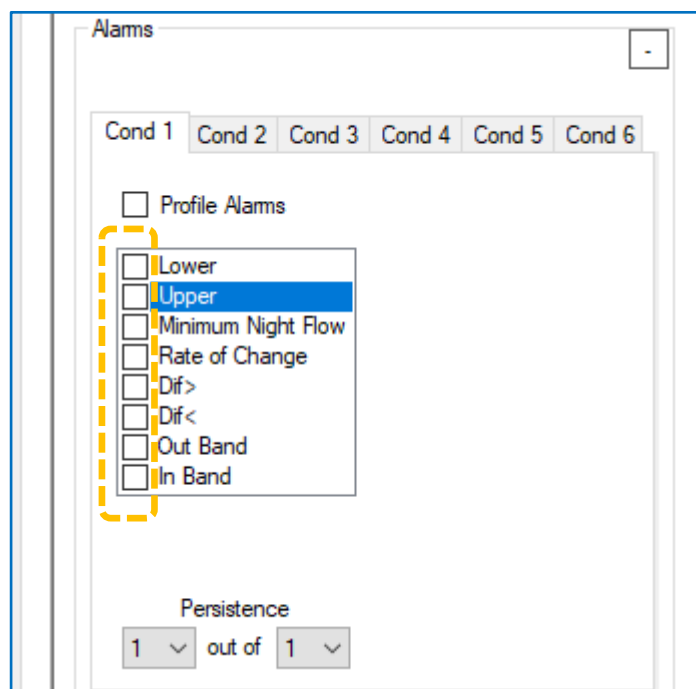 Alarms
-
Cond 1 Cond 2 Cond 3 Cond 4 Cond 5 Cond 6
Profile Alarms
Lower
Upper
Minimum Night Flow
Rate of Change
Dif>
Dif<
Out Band
In Band
Persistence
1 out of 1